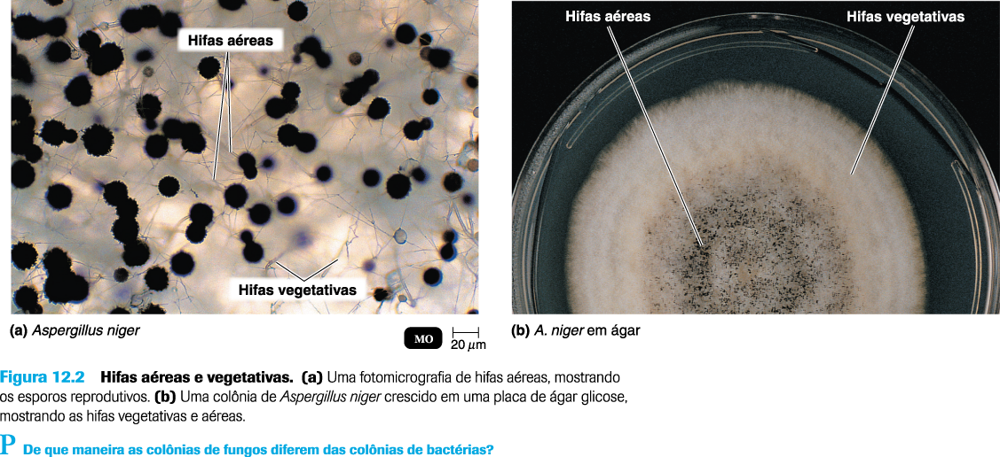 Hifas aéreas
Hifas vegetativas
(a) Aspergillus niger
MO
20 μm
Hifas aéreas
Hifas vegetativas
(b) A. niger em ágar
Figura 12.2 Hifas aéreas e vegetativas. (a) Uma fotomicrografia de hifas aéreas, mostrando
os esporos reprodutivos. (b) Uma colônia de Aspergillus niger crescido em uma placa de ágar glicose,
mostrando as hifas vegetativas e aéreas.
P De que maneira as colônias de fungos diferem das colônias de bactérias?